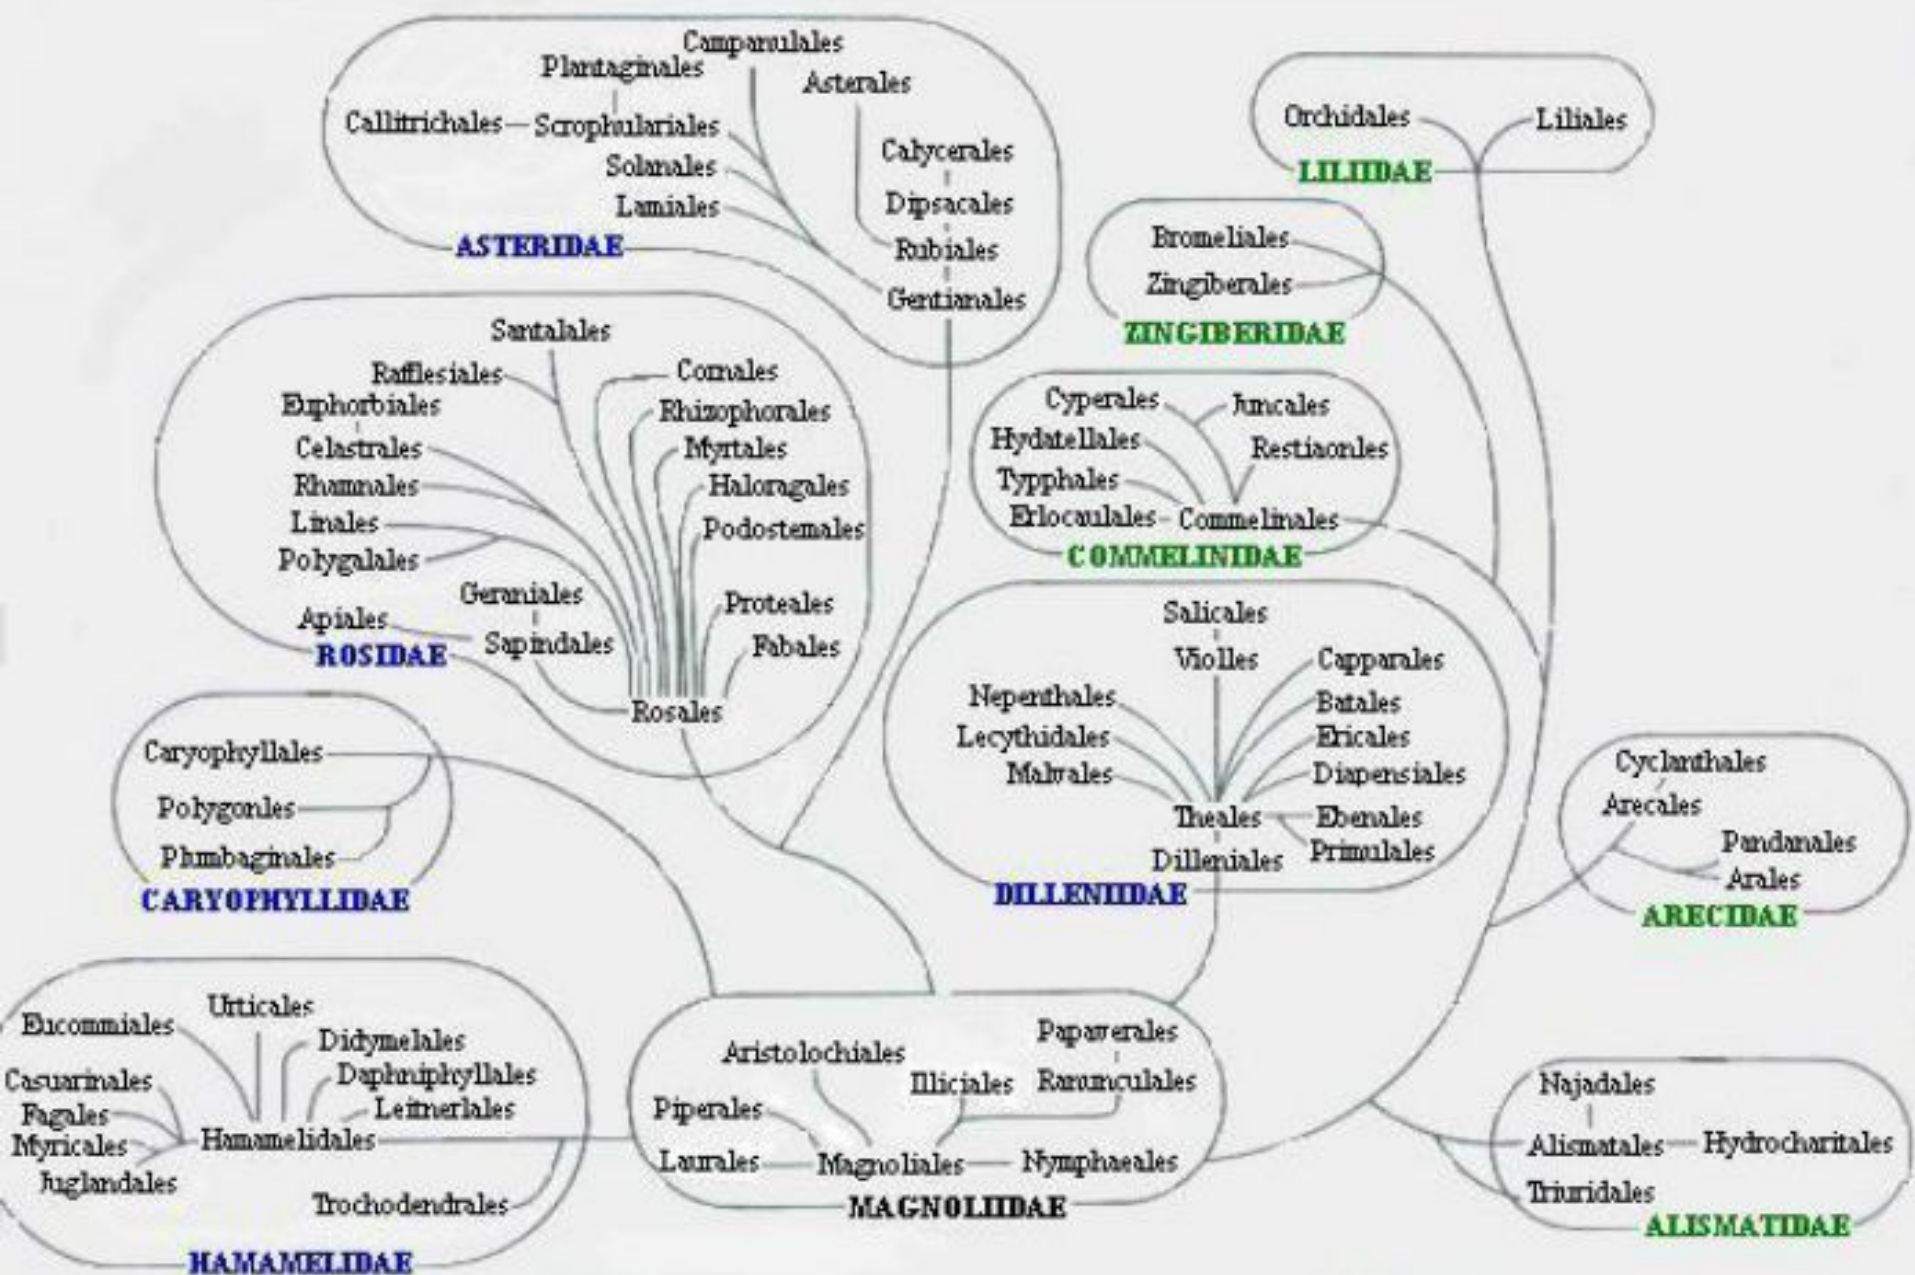 Campanulales
Plantaginales
Asterales
Callitrichales
Scrophulariales
Calycerales
Solanales
Dipsacales
Lamiales
ASTERIDAE
Rubiales
Gentianales
Orchidales
Liliales
LILIIDAE
Bromeliales
Zingiberales
ZINGIBERIDAE
Santalales
Rafflesiales
Cornales
Euphorbiales
Rhizophorales
Celastrales
Myrtales
Rhamnales
Haloragales
Linales
Podostemales
Polygalales
Geraniales
Proteales
Apiales
Sapindales
Fabales
ROSIDAE
Rosales
Cyperales
Juncales
Hydatellales
Restiaonles
Typphales
Erlocaulales
Commelinales
COMMELINIDAE
Salicales
Violles
Capparales
Nepenthales
Batales
Lecythidales
Ericales
Malvales
Diapensiales
Theales
Ebenales
Dilleniales
Primulales
DILLENIIDAE
Caryophyllales
Polygonles
Plumbaginales
CARYOPHYLLIDAE
Cyclanthales
Arecales
Pandanales
Arales
ARECIDAE
Urticales
Eucommiales
Didymelales
Casuarinales
Daphniphyllales
Fagales
Leitnerlales
Myricales
Hamamelidales
Juglandales
Trochodendrales
HAMAMELIDAE
Papaverales
Aristolochiales
Illiciales
Ranunculales
Piperales
Laurales
Magnoliales
Nymphaeales
MAGNOLIIDAE
Najadales
Alismatales
Hydrocharitales
Triuridales
ALISMATIDAE